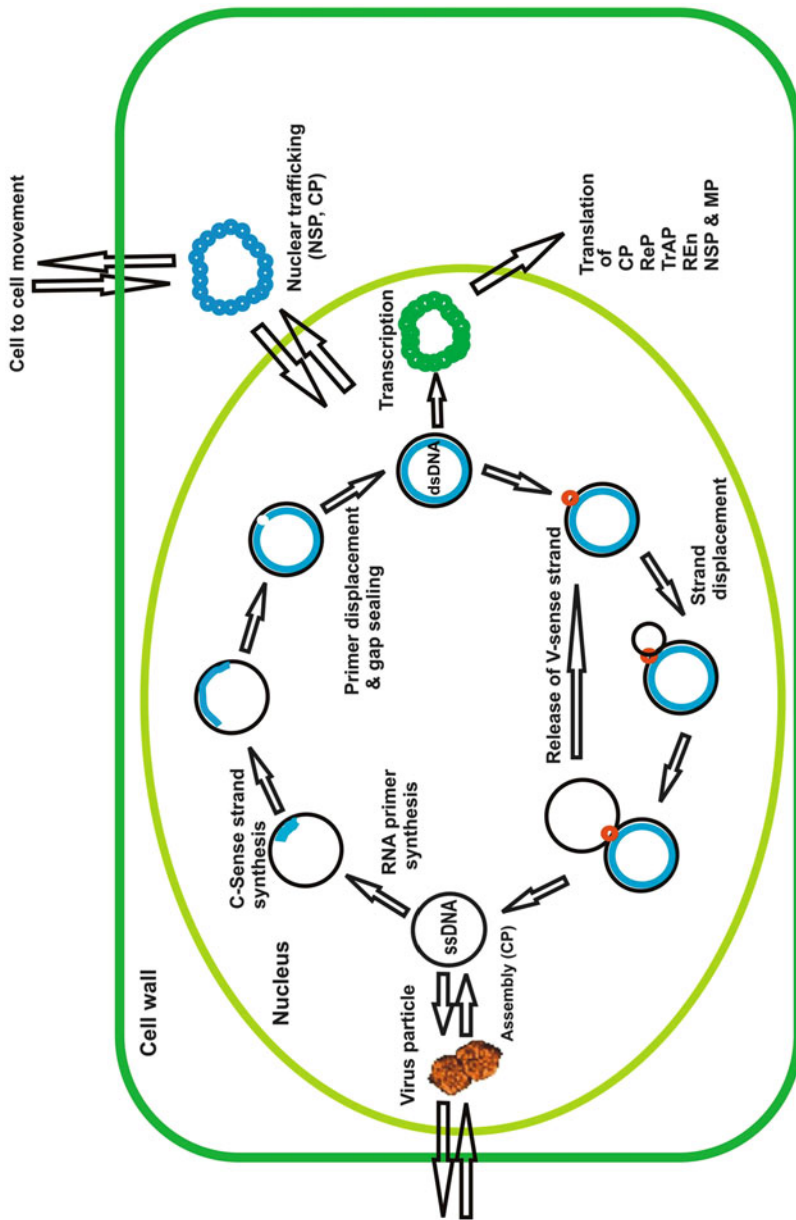 Cell wall
Nucleus
Cell to cell movement
Nuclear trafficking
(NSP, CP)
C-Sense strand
synthesis
RNA primer
synthesis
Primer displacement
& gap sealing
Virus particle
ssDNA
Assembly (CP)
dsDNA
Transcription
Release of V-sense strand
Strand
displacement
Translation
of
CP
ReP
TrAP
REn
NSP & MP